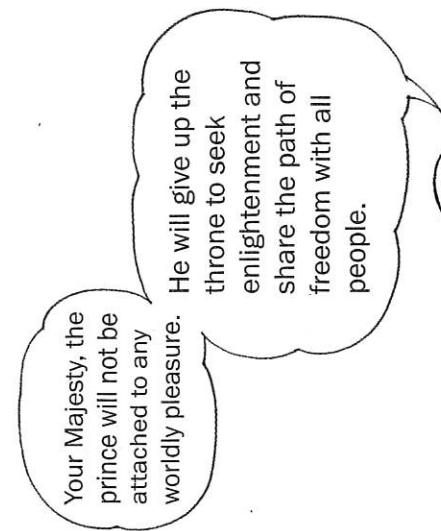 Your Majesty, the
prince will not be
attached to any
worldly pleasure.
He will give up the
throne to seek
enlightenment and
share the path of
freedom with all
people.